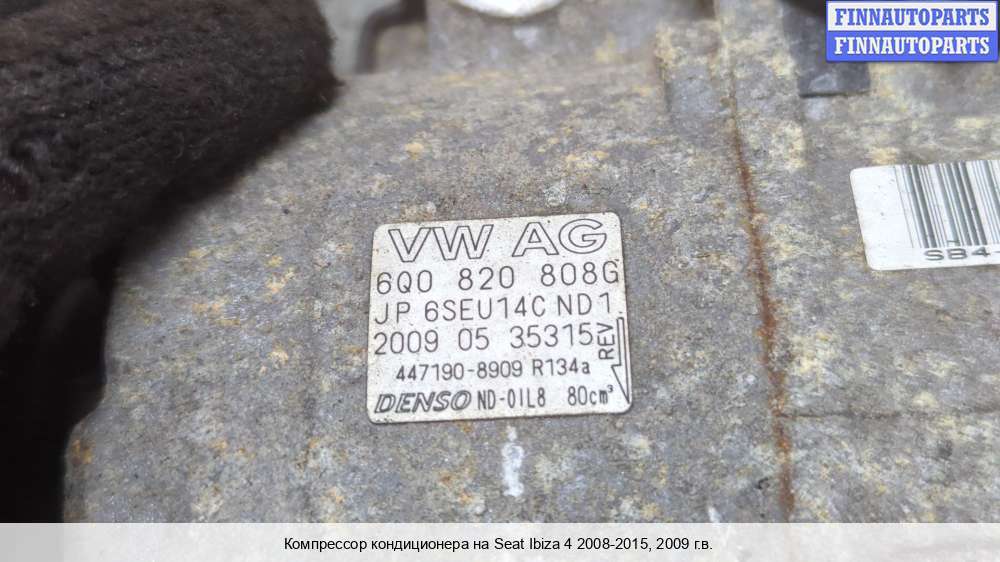 FINNAUTOPARTS
FINNAUTOPARTS
VW AG
6Q0 820 808G
JP 6SEU14C ND1
2009 05 35315
REV
447190-8909 R134a
DENSO ND-OIL8 80cm³
SB4-
Компрессор кондиционера на Seat Ibiza 4 2008-2015, 2009 г.в.